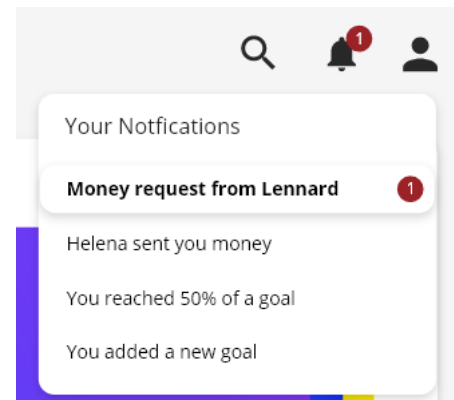 1
Your Notfications
Money request from Lennard 1
Helena sent you money
You reached 50% of a goal
You added a new goal